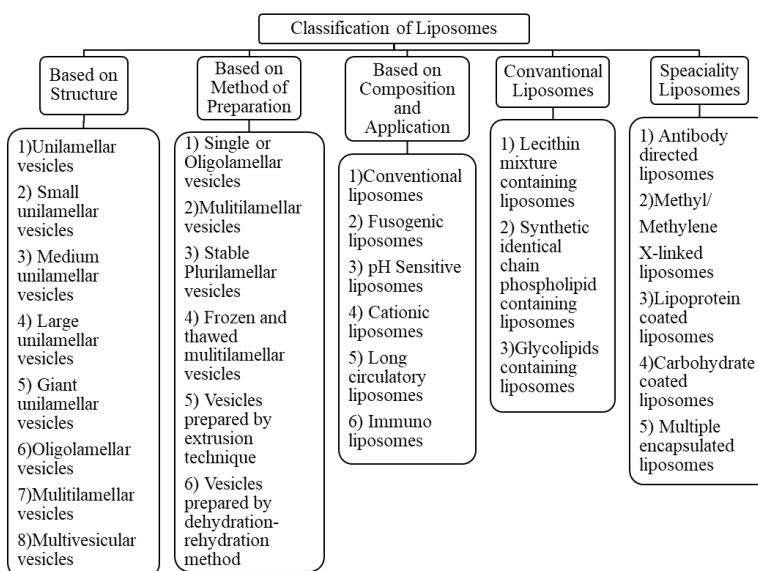 Classification of Liposomes
Based on
Structure
1)Unilamellar
vesicles
2) Small
unilamellar
vesicles
3) Medium
unilamellar
vesicles
4) Large
unilamellar
vesicles
5) Giant
unilamellar
vesicles
6)Oligolamellar
vesicles
7)Mulitilamellar
vesicles
8)Multivesicular
vesicles
Based on
Method of
Preparation
1) Single or
Oligolamellar
vesicles
2)Mulitilamellar
vesicles
3) Stable
Plurilamellar
vesicles
4) Frozen and
thawed
mulitilamellar
vesicles
5) Vesicles
prepared by
extrusion
technique
6) Vesicles
prepared by
dehydration-
rehydration
method
Based on
Composition
and
Application
1)Conventional
liposomes
2) Fusogenic
liposomes
3) pH Sensitive
liposomes
4) Cationic
liposomes
5) Long
circulatory
liposomes
6) Immuno
liposomes
Convantional
Liposomes
1) Lecithin
mixture
containing
liposomes
2) Synthetic
identical
chain
phospholipid
containing
liposomes
3)Glycolipids
containing
liposomes
Speaciality
Liposomes
1) Antibody
directed
liposomes
2)Methyl/
Methylene
X-linked
liposomes
3)Lipoprotein
coated
liposomes
4)Carbohydrate
coated
liposomes
5) Multiple
encapsulated
liposomes